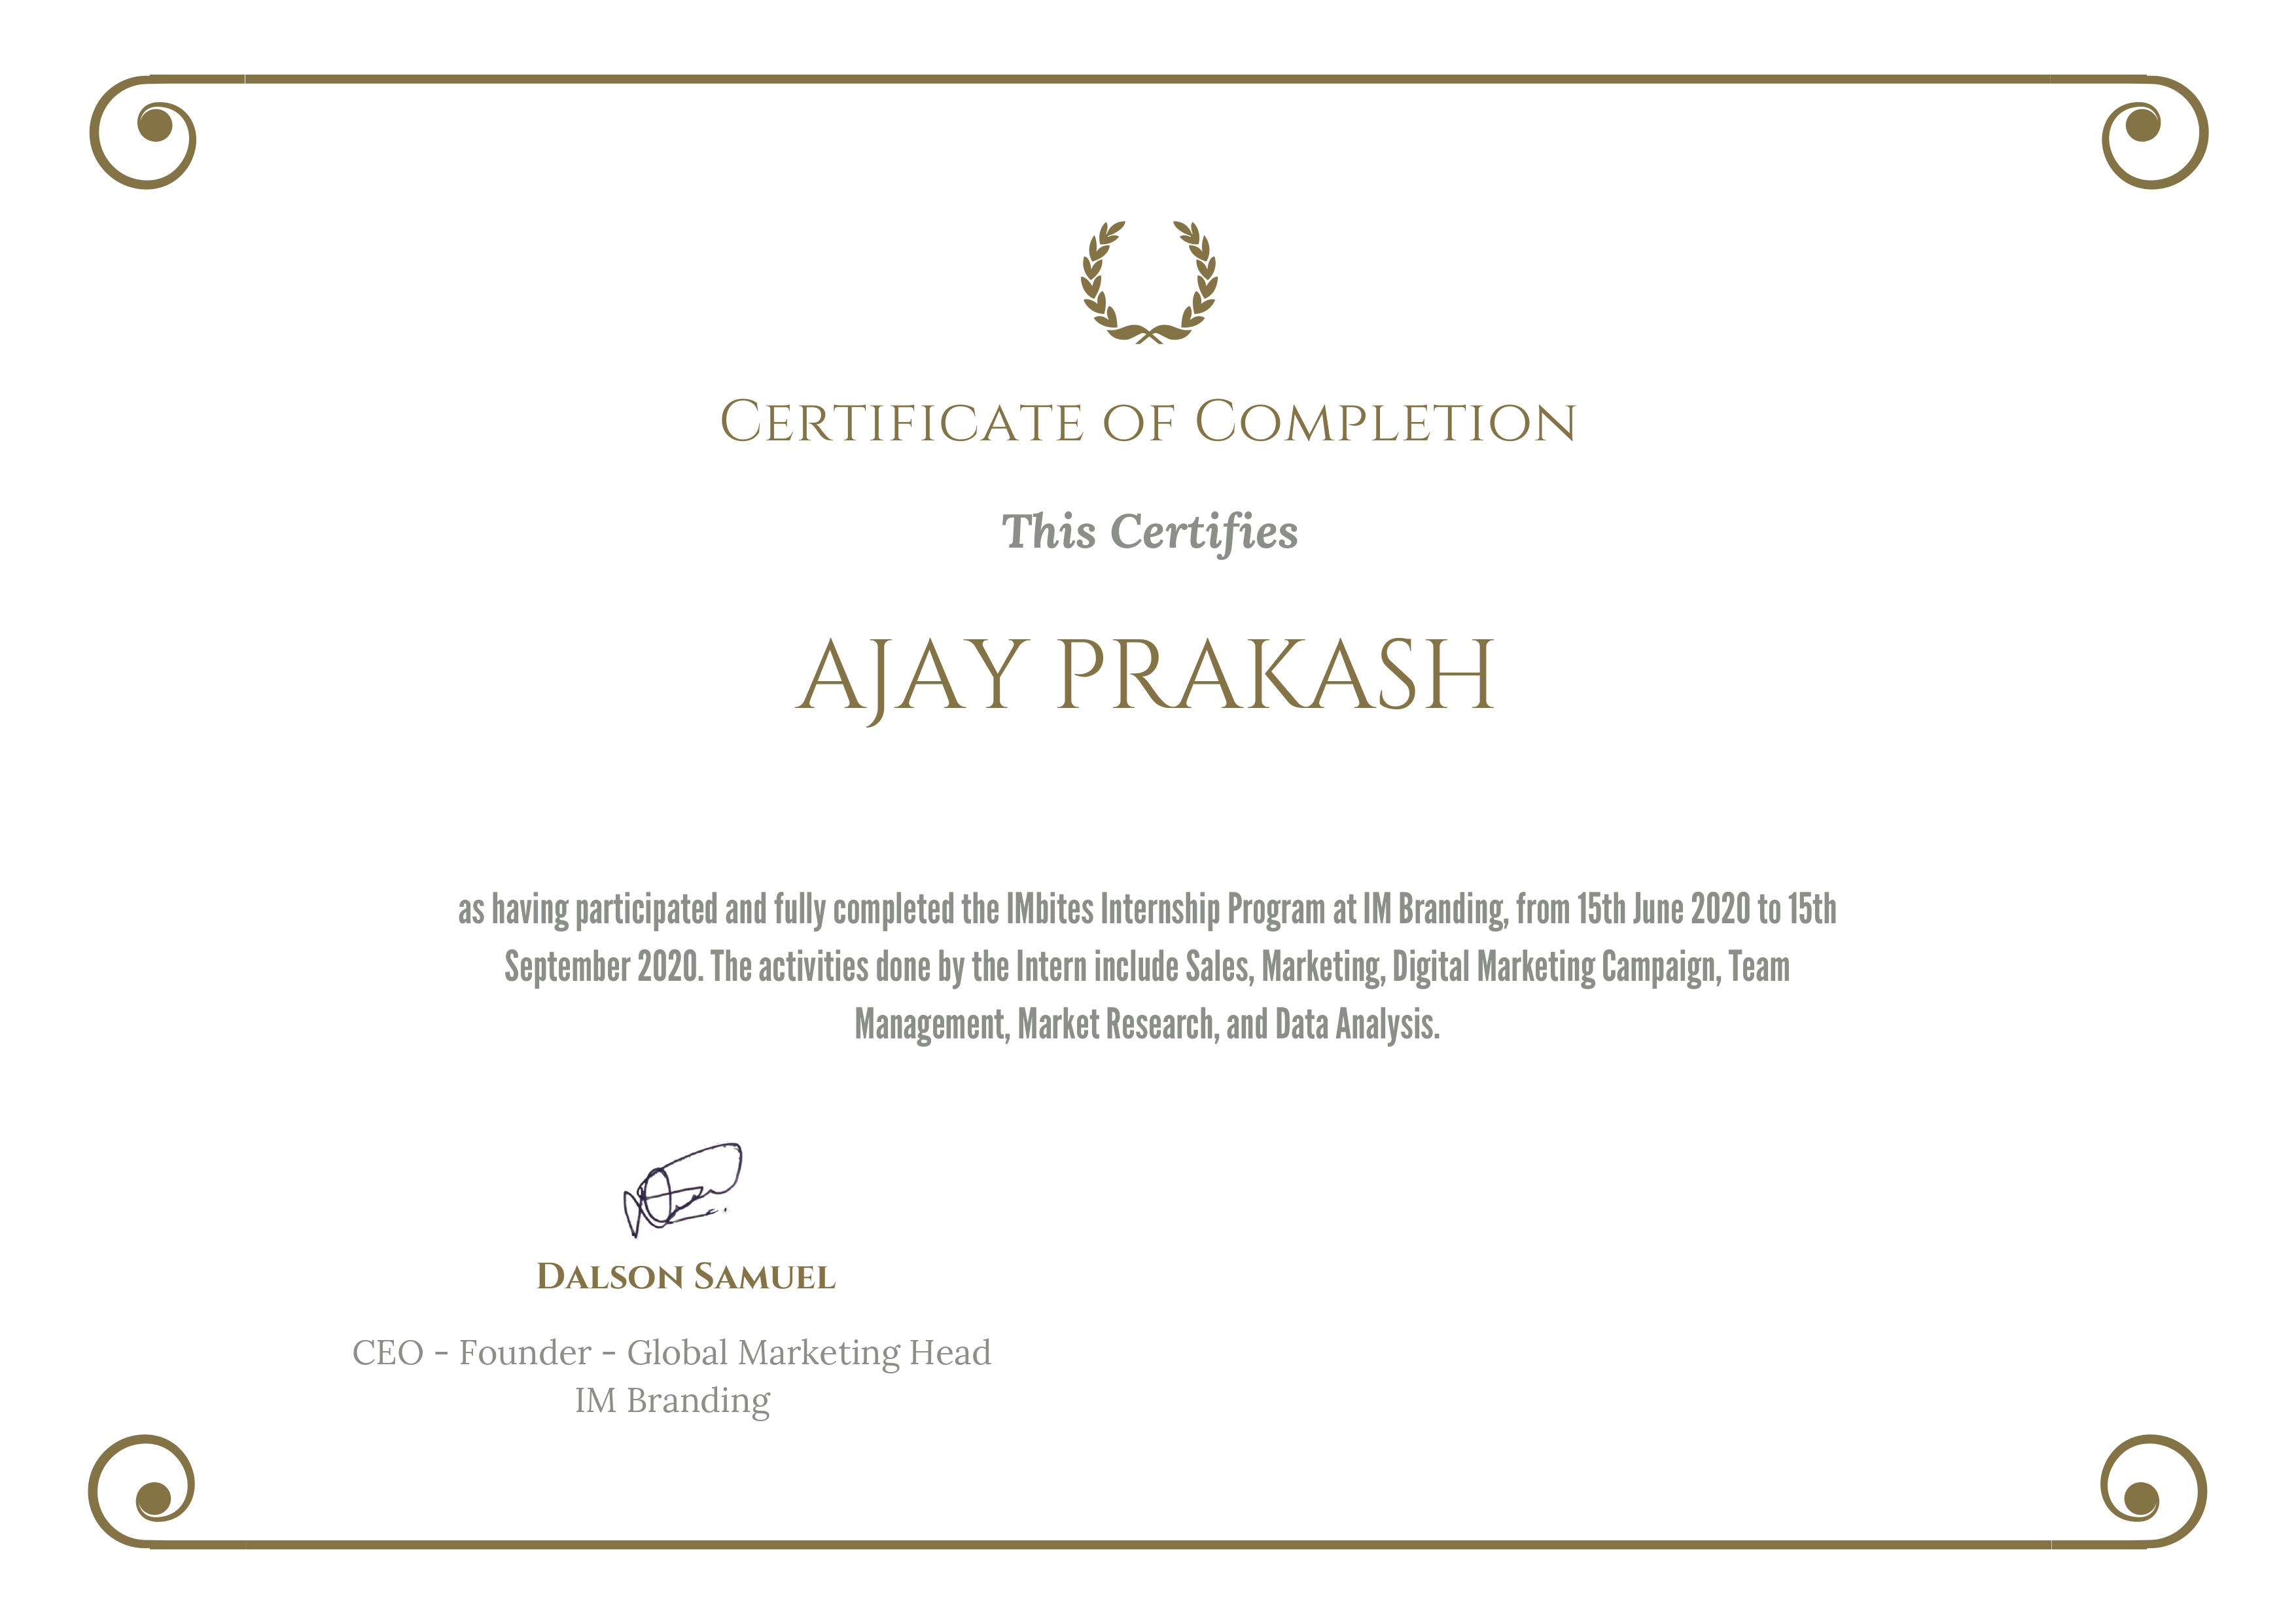 Certificate of Completion
This Certifies
AJAY PRAKASH
as having participated and fully completed the IMbites Internship Program at IM Branding, from 15th June 2020 to 15th
September 2020. The activities done by the Intern include Sales, Marketing, Digital Marketing Campaign, Team
Management, Market Research, and Data Analysis.
Dalson Samuel
CEO - Founder - Global Marketing Head
IM Branding